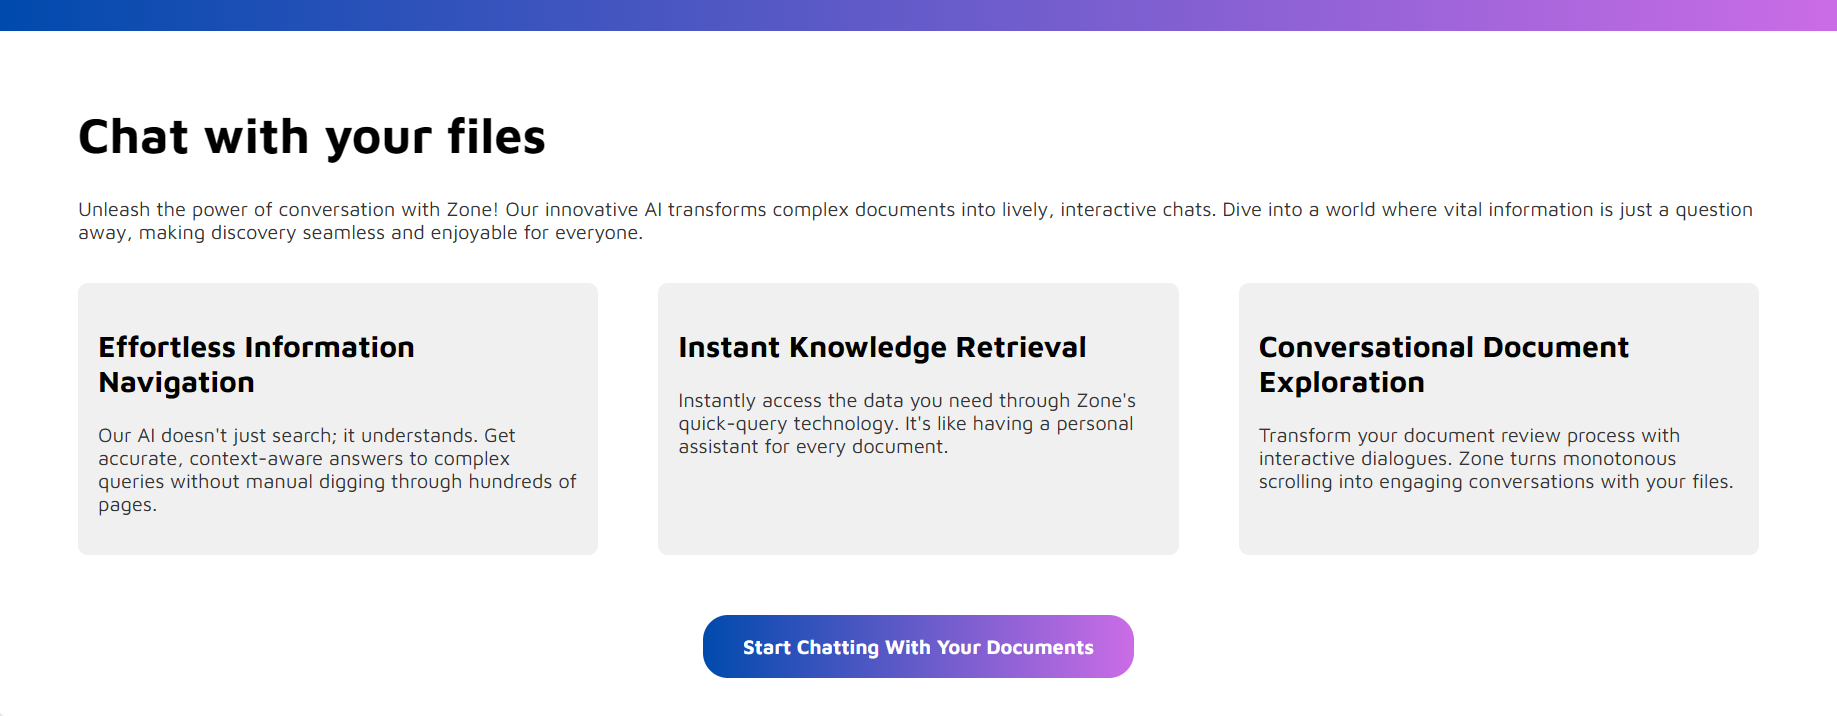 Chat with your files
Unleash the power of conversation with Zone! Our innovative AI transforms complex documents into lively, interactive chats. Dive into a world where vital information is just a question
away, making discovery seamless and enjoyable for everyone.
Effortless Information
Navigation
Our AI doesn't just search; it understands. Get
accurate, context-aware answers to complex
queries without manual digging through hundreds of
pages.
Instant Knowledge Retrieval
Instantly access the data you need through Zone's
quick-query technology. It's like having a personal
assistant for every document.
Conversational Document
Exploration
Transform your document review process with
interactive dialogues. Zone turns monotonous
scrolling into engaging conversations with your files.
Start Chatting With Your Documents